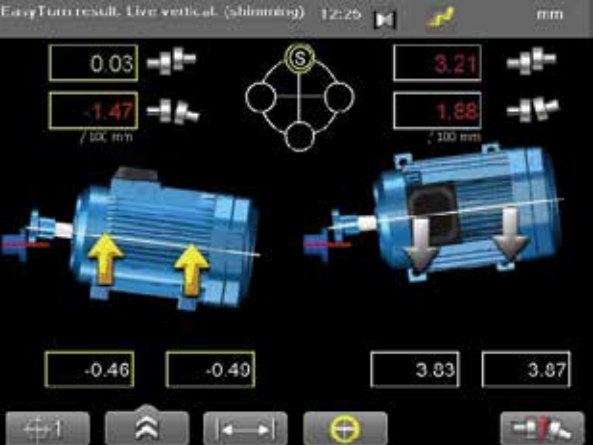 EasyTurn result. Live vertical. (shimming) 12:25 mm
0.03 S 3.21
-1.47 1.88
/100 mm /100 mm
-0.46 -0.49 3.83 3.87
1